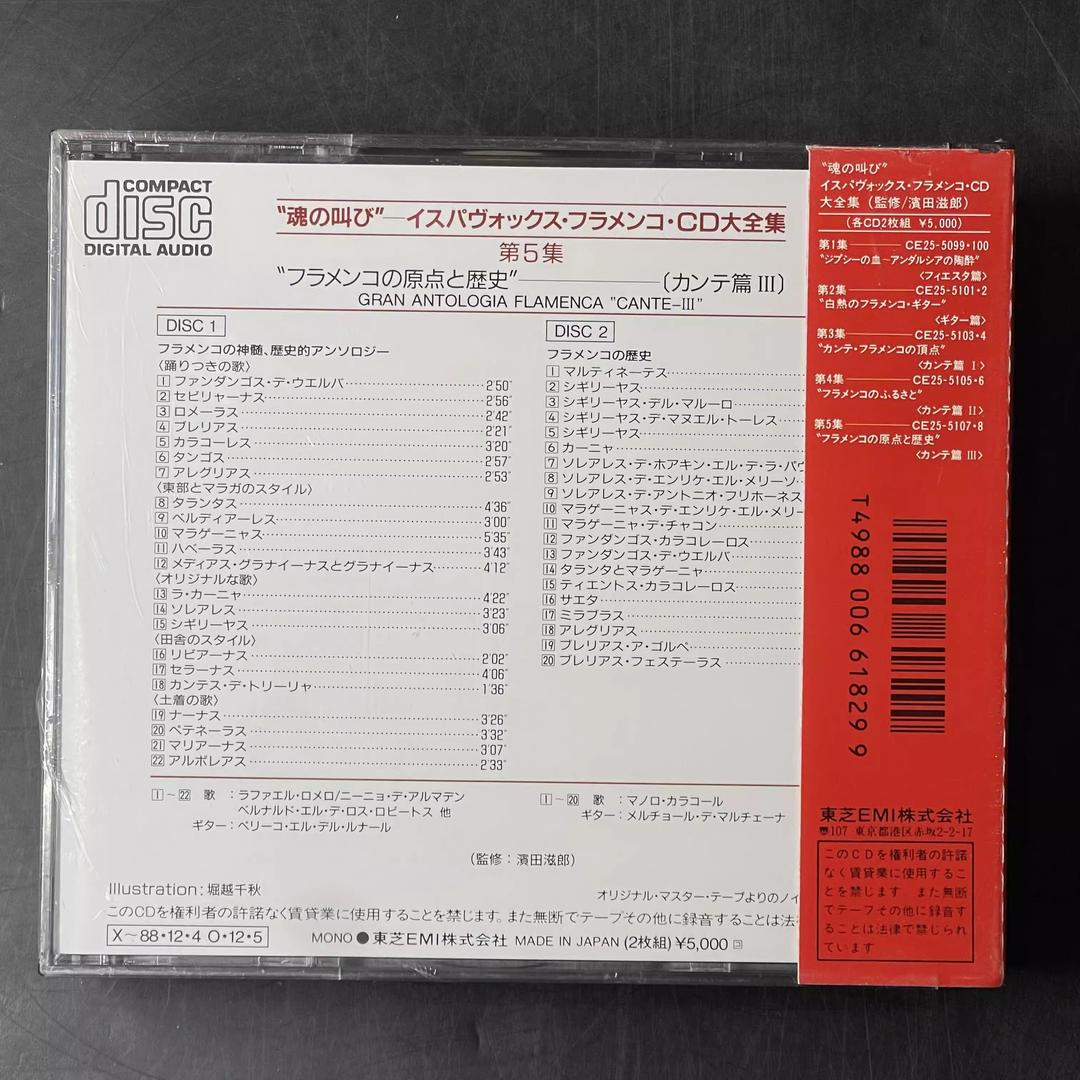 COMPACT
disc
DIGITAL AUDIO
“魂の叫び”―イスパヴォックス・フラメンコ・CD大全集
第5集
“フラメンコの原点と歴史”――――〔カンテ篇 III〕
GRAN ANTOLOGIA FLAMENCA "CANTE-III"
DISC 1
フラメンコの神髄、歴史的アンソロジー
〈踊りつきの歌〉
1 ファンダンゴス・デ・ウエルバ 2'50"
2 セビリャーナス 2'56"
3 ロメーラス 2'42"
4 ブレリアス 2'21"
5 カラコーレス 3'20"
6 タンゴス 2'57"
7 アレグリアス 2'53"
〈東部とマラガのスタイル〉
8 タランタス 4'36"
9 ベルディアーレス 3'00"
10 マラゲーニャス 5'35"
11 ハベーラス 3'43"
12 メディアス・グラナイーナスとグラナイーナス 4'12"
〈オリジナルな歌〉
13 ラ・カーニャ 4'22"
14 ソレアレス 3'23"
15 シギリーヤス 3'06"
〈田舎のスタイル〉
16 リビアーナス 2'02"
17 セラーナス 4'06"
18 カンテス・デ・トリーリャ 1'36"
〈土着の歌〉
19 ナーナス 3'26"
20 ペテネーラス 3'32"
21 マリアーナス 3'07"
22 アルボレアス 2'33"
1〜22 歌:ラファエル・ロメロ/ニーニョ・デ・アルマデン
ベルナルド・エル・デ・ロス・ロビートス 他
ギター:ペリーコ・エル・デル・ルナール
DISC 2
フラメンコの歴史
1 マルティネーテス
2 シギリーヤス
3 シギリーヤス・デル・マルーロ
4 シギリーヤス・デ・マヌエル・トーレス
5 シギリーヤス
6 カーニャ
7 ソレアレス・デ・ホアキン・エル・デ・ラ・パウ
8 ソレアレス・デ・エンリケ・エル・メリーソ
9 ソレアレス・デ・アントニオ・フリホーネス
10 マラゲーニャス・デ・エンリケ・エル・メリー
11 マラゲーニャ・デ・チャコン
12 ファンダンゴス・カラコレーロス
13 ファンダンゴス・デ・ウエルバ
14 タランタとマラゲーニャ
15 ティエントス・カラコレーロス
16 サエタ
17 ミラブラス
18 アレグリアス
19 ブレリアス・ア・ゴルペ
20 ブレリアス・フェステーラス
1〜20 歌:マノロ・カラコール
ギター:メルチョール・デ・マルチェーナ
(監修:濱田滋郎)
Illustration:堀越千秋
オリジナル・マスター・テープよりのノイ
このCDを権利者の許諾なく賃貸業に使用することを禁じます。また無断でテープその他に録音することは法
X〜88・12・4 O・12・5
MONO ●東芝EMI株式会社 MADE IN JAPAN (2枚組)¥5,000
“魂の叫び”
イスパヴォックス・フラメンコ・CD
大全集(監修/濱田滋郎)
(各CD2枚組 ¥5,000)
第1集――CE25-5099・100
“ジプシーの血〜アンダルシアの陶酔”
〈フィエスタ篇〉
第2集――CE25-5101・2
“白熱のフラメンコ・ギター”
〈ギター篇〉
第3集――CE25-5103・4
“カンテ・フラメンコの頂点”
〈カンテ篇 I〉
第4集――CE25-5105・6
“フラメンコのふるさと”
〈カンテ篇 II〉
第5集――CE25-5107・8
“フラメンコの原点と歴史”
〈カンテ篇 III〉
T4988 006 61829 9
東芝EMI株式会社
〠107 東京都港区赤坂2-2-17
このCDを権利者の許諾
なく賃貸業に使用するこ
とを禁じます また無断
でテープその他に録音す
ることは法律で禁じられ
ています